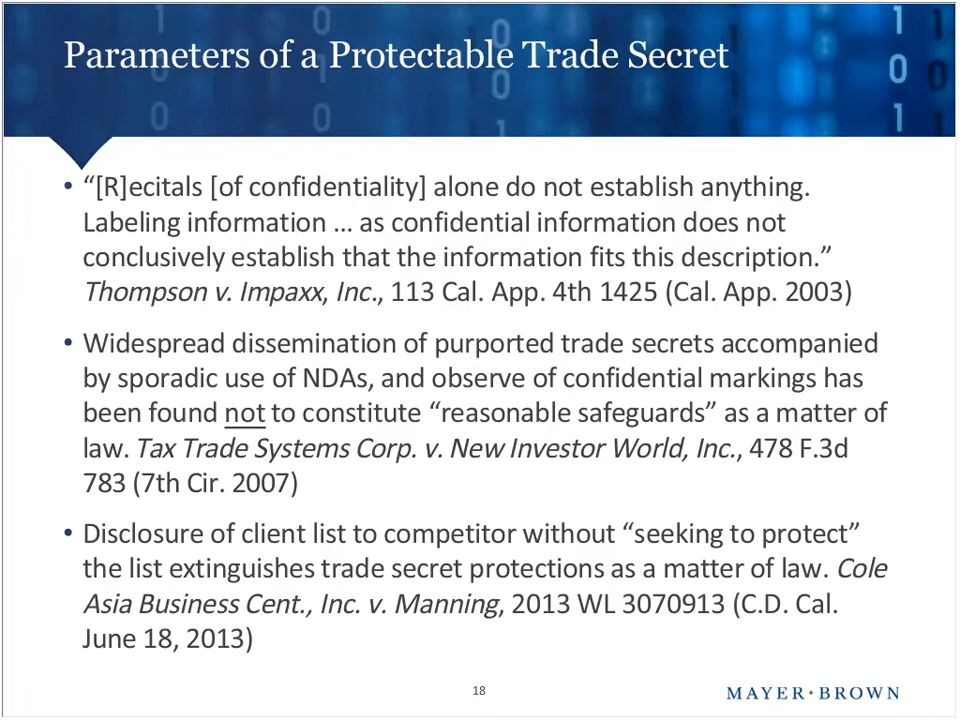 Parameters of a Protectable Trade Secret
• “[R]ecitals [of confidentiality] alone do not establish anything.
Labeling information … as confidential information does not
conclusively establish that the information fits this description.”
Thompson v. Impaxx, Inc., 113 Cal. App. 4th 1425 (Cal. App. 2003)
• Widespread dissemination of purported trade secrets accompanied
by sporadic use of NDAs, and observe of confidential markings has
been found not to constitute “reasonable safeguards” as a matter of
law. Tax Trade Systems Corp. v. New Investor World, Inc., 478 F.3d
783 (7th Cir. 2007)
• Disclosure of client list to competitor without “seeking to protect”
the list extinguishes trade secret protections as a matter of law. Cole
Asia Business Cent., Inc. v. Manning, 2013 WL 3070913 (C.D. Cal.
June 18, 2013)
18
MAYER•BROWN